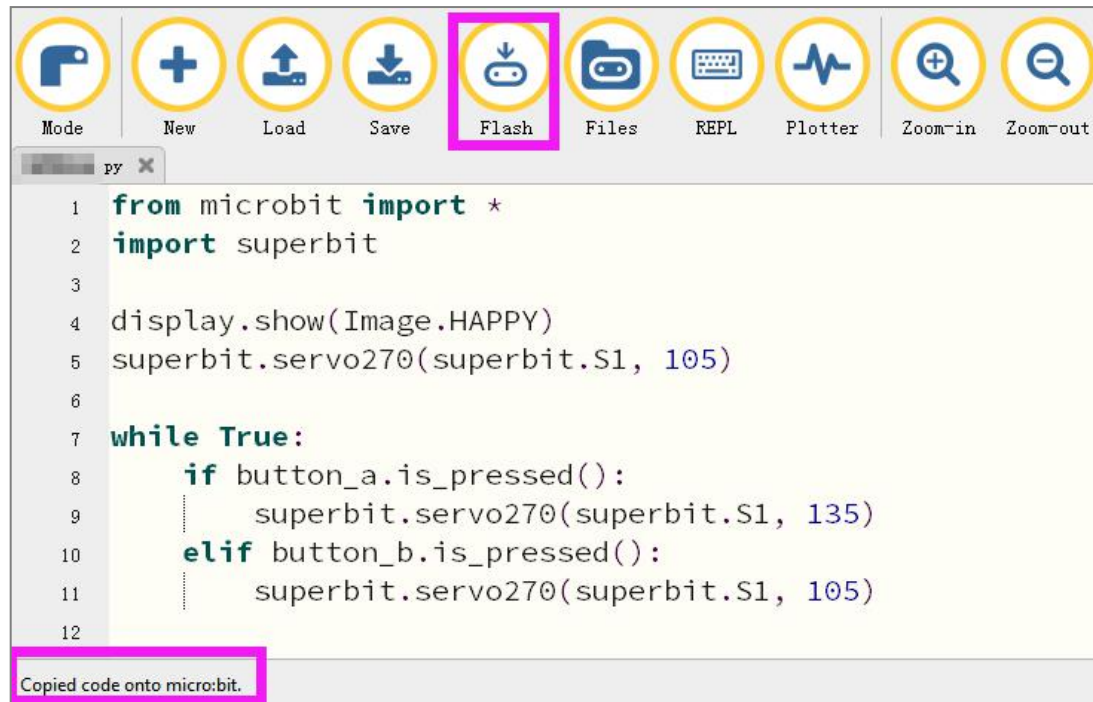 Mode New Load Save Flash Files REPL Plotter Zoom-in Zoom-out
py ×
1 from microbit import *
2 import superbit
3
4 display.show(Image.HAPPY)
5 superbit.servo270(superbit.S1, 105)
6
7 while True:
8 if button_a.is_pressed():
9 superbit.servo270(superbit.S1, 135)
10 elif button_b.is_pressed():
11 superbit.servo270(superbit.S1, 105)
12
Copied code onto micro:bit.